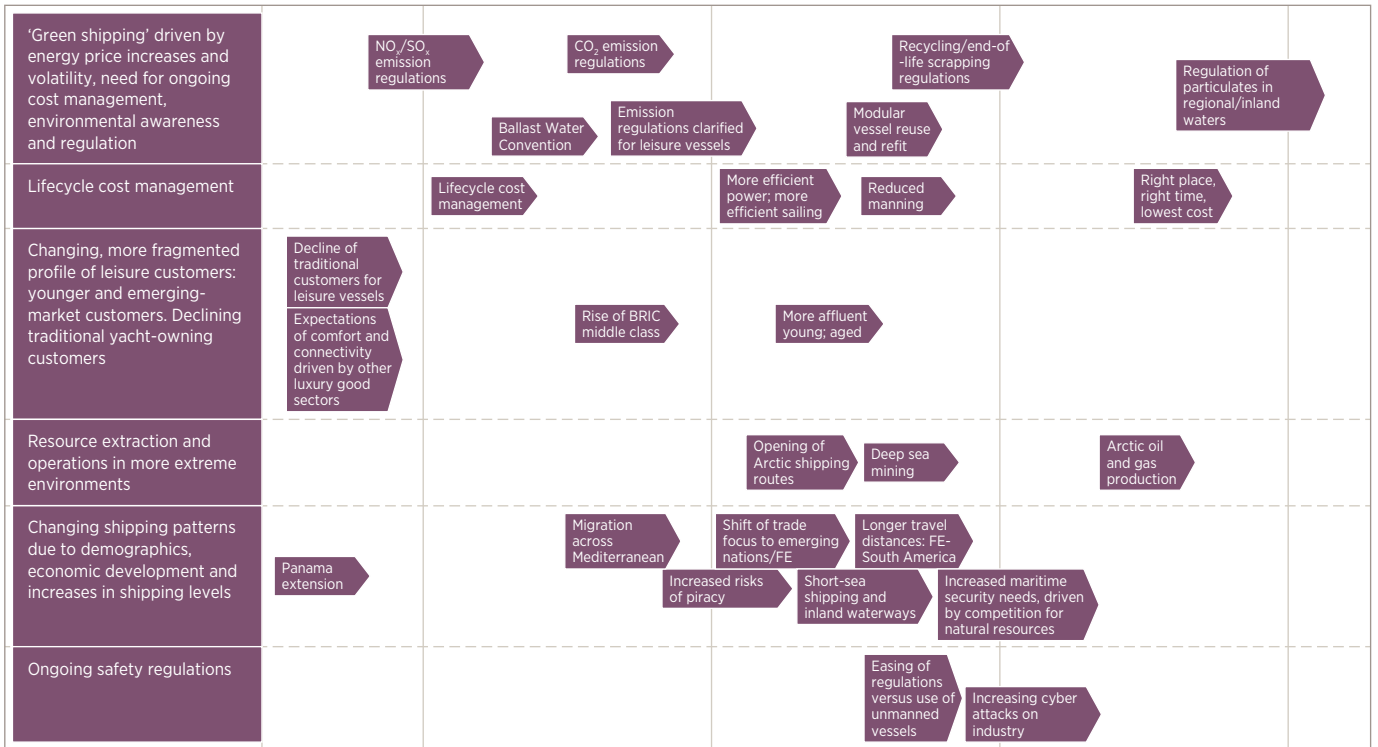 ‘Green shipping’ driven by
energy price increases and
volatility, need for ongoing
cost management,
environmental awareness
and regulation
NOx/SOx
emission
regulations
CO2 emission
regulations
Recycling/end-of
-life scrapping
regulations
Regulation of
particulates in
regional/inland
waters
Ballast Water
Convention
Emission
regulations clarified
for leisure vessels
Modular
vessel reuse
and refit
Lifecycle cost management
Lifecycle cost
management
More efficient
power; more
efficient sailing
Reduced
manning
Right place,
right time,
lowest cost
Changing, more fragmented
profile of leisure customers:
younger and emerging-
market customers. Declining
traditional yacht-owning
customers
Decline of
traditional
customers for
leisure vessels
Expectations
of comfort and
connectivity
driven by other
luxury good
sectors
Rise of BRIC
middle class
More affluent
young; aged
Resource extraction and
operations in more extreme
environments
Opening of
Arctic shipping
routes
Deep sea
mining
Arctic oil
and gas
production
Changing shipping patterns
due to demographics,
economic development and
increases in shipping levels
Panama
extension
Migration
across
Mediterranean
Shift of trade
focus to emerging
nations/FE
Longer travel
distances: FE-
South America
Increased risks
of piracy
Short-sea
shipping and
inland waterways
Increased maritime
security needs, driven
by competition for
natural resources
Ongoing safety regulations
Easing of
regulations
versus use of
unmanned
vessels
Increasing cyber
attacks on
industry